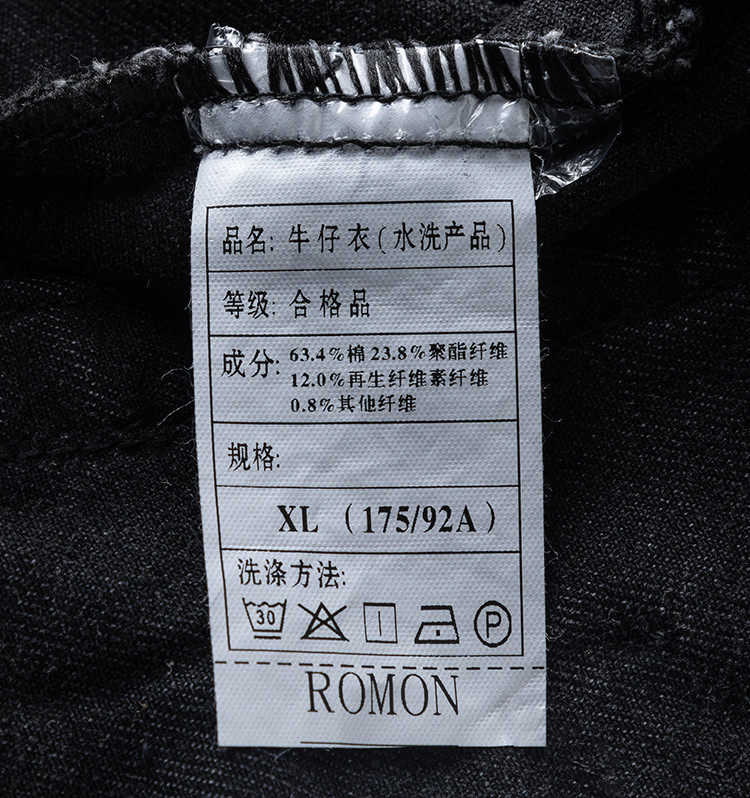 品名: 牛仔衣(水洗产品)
等级: 合格品
成分: 63.4%棉 23.8%聚酯纤维
12.0%再生纤维素纤维
0.8%其他纤维
规格:
XL (175/92A)
洗涤方法:
30 P
ROMON